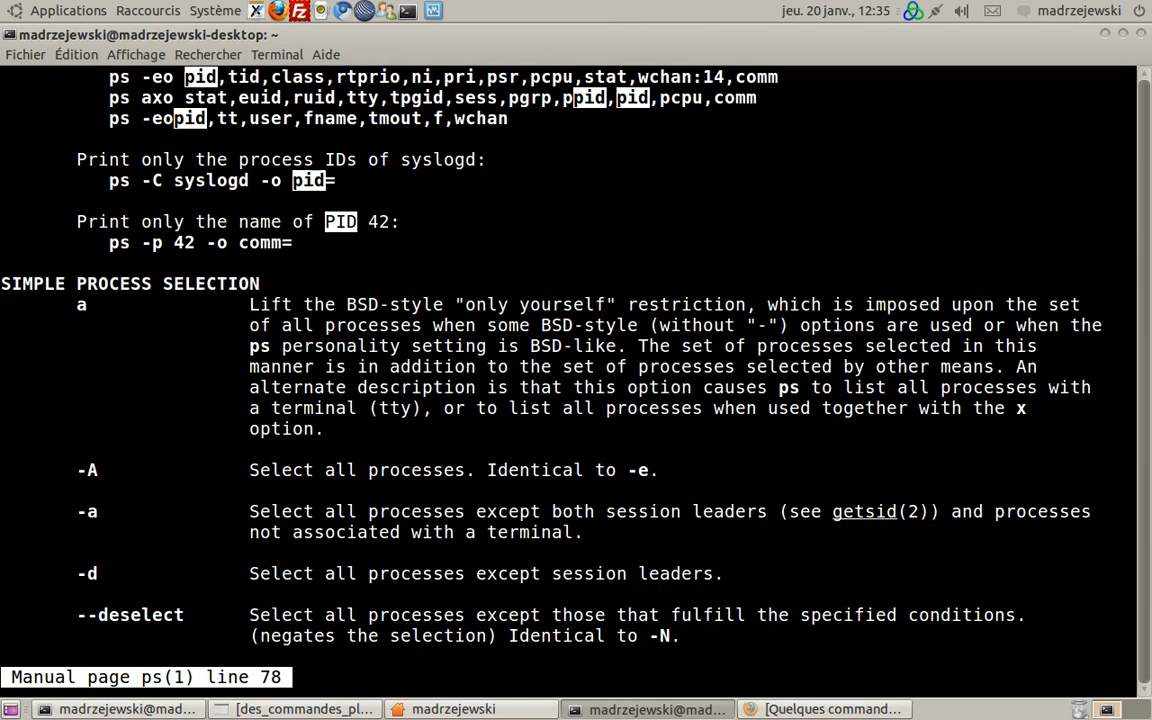 Applications Raccourcis Système jeu. 20 janv., 12:35 madrzejewski
madrzejewski@madrzejewski-desktop: ~
Fichier Édition Affichage Rechercher Terminal Aide
ps -eo pid,tid,class,rtprio,ni,pri,psr,pcpu,stat,wchan:14,comm
ps axo stat,euid,ruid,tty,tpgid,sess,pgrp,ppid,pid,pcpu,comm
ps -eopid,tt,user,fname,tmout,f,wchan
Print only the process IDs of syslogd:
ps -C syslogd -o pid=
Print only the name of PID 42:
ps -p 42 -o comm=
SIMPLE PROCESS SELECTION
a Lift the BSD-style "only yourself" restriction, which is imposed upon the set
of all processes when some BSD-style (without "-") options are used or when the
ps personality setting is BSD-like. The set of processes selected in this
manner is in addition to the set of processes selected by other means. An
alternate description is that this option causes ps to list all processes with
a terminal (tty), or to list all processes when used together with the x
option.
-A Select all processes. Identical to -e.
-a Select all processes except both session leaders (see getsid(2)) and processes
not associated with a terminal.
-d Select all processes except session leaders.
--deselect Select all processes except those that fulfill the specified conditions.
(negates the selection) Identical to -N.
Manual page ps(1) line 78
madrzejewski@mad... [des_commandes_pl... madrzejewski madrzejewski@mad... [Quelques command...